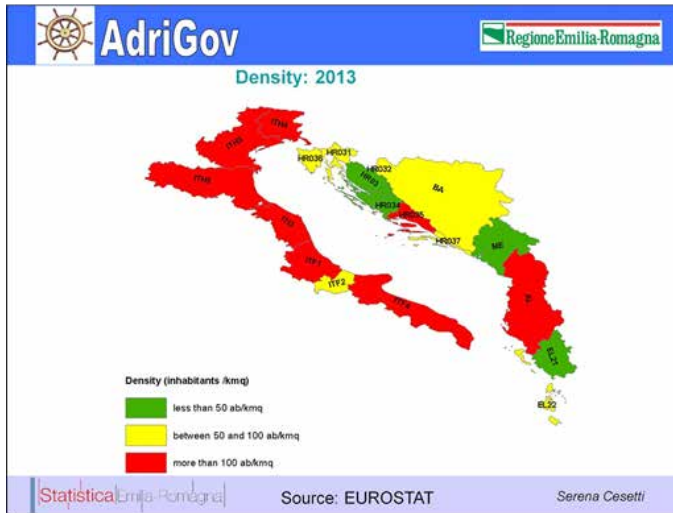 AdriGov
RegioneEmilia-Romagna
Density: 2013
ITH4
ITH3
ITH5
HR036
HR031
HR032
HR03
BA
HR034
HR035
HR037
ITI3
ITF1
ITF2
ITF4
ME
EL21
EL22
Density (inhabitants /kmq)
less than 50 ab/kmq
between 50 and 100 ab/kmq
more than 100 ab/kmq
Statistica Emilia-Romagna
Source: EUROSTAT
Serena Cesetti